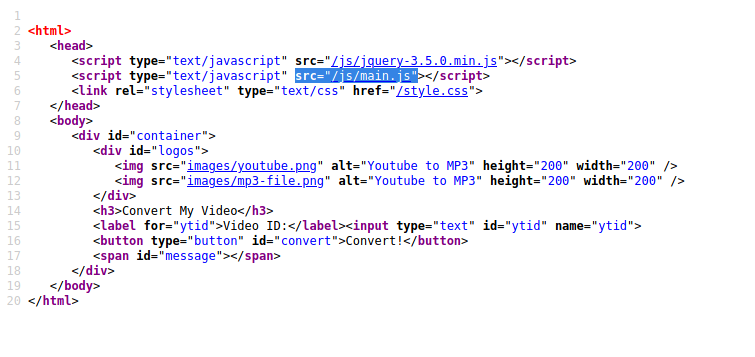 1
2 <html>
3 <head>
4 <script type="text/javascript" src="/js/jquery-3.5.0.min.js"></script>
5 <script type="text/javascript" src="/js/main.js"></script>
6 <link rel="stylesheet" type="text/css" href="/style.css">
7 </head>
8 <body>
9 <div id="container">
10 <div id="logos">
11 <img src="images/youtube.png" alt="Youtube to MP3" height="200" width="200" />
12 <img src="images/mp3-file.png" alt="Youtube to MP3" height="200" width="200" />
13 </div>
14 <h3>Convert My Video</h3>
15 <label for="ytid">Video ID:</label><input type="text" id="ytid" name="ytid">
16 <button type="button" id="convert">Convert!</button>
17 <span id="message"></span>
18 </div>
19 </body>
20 </html>